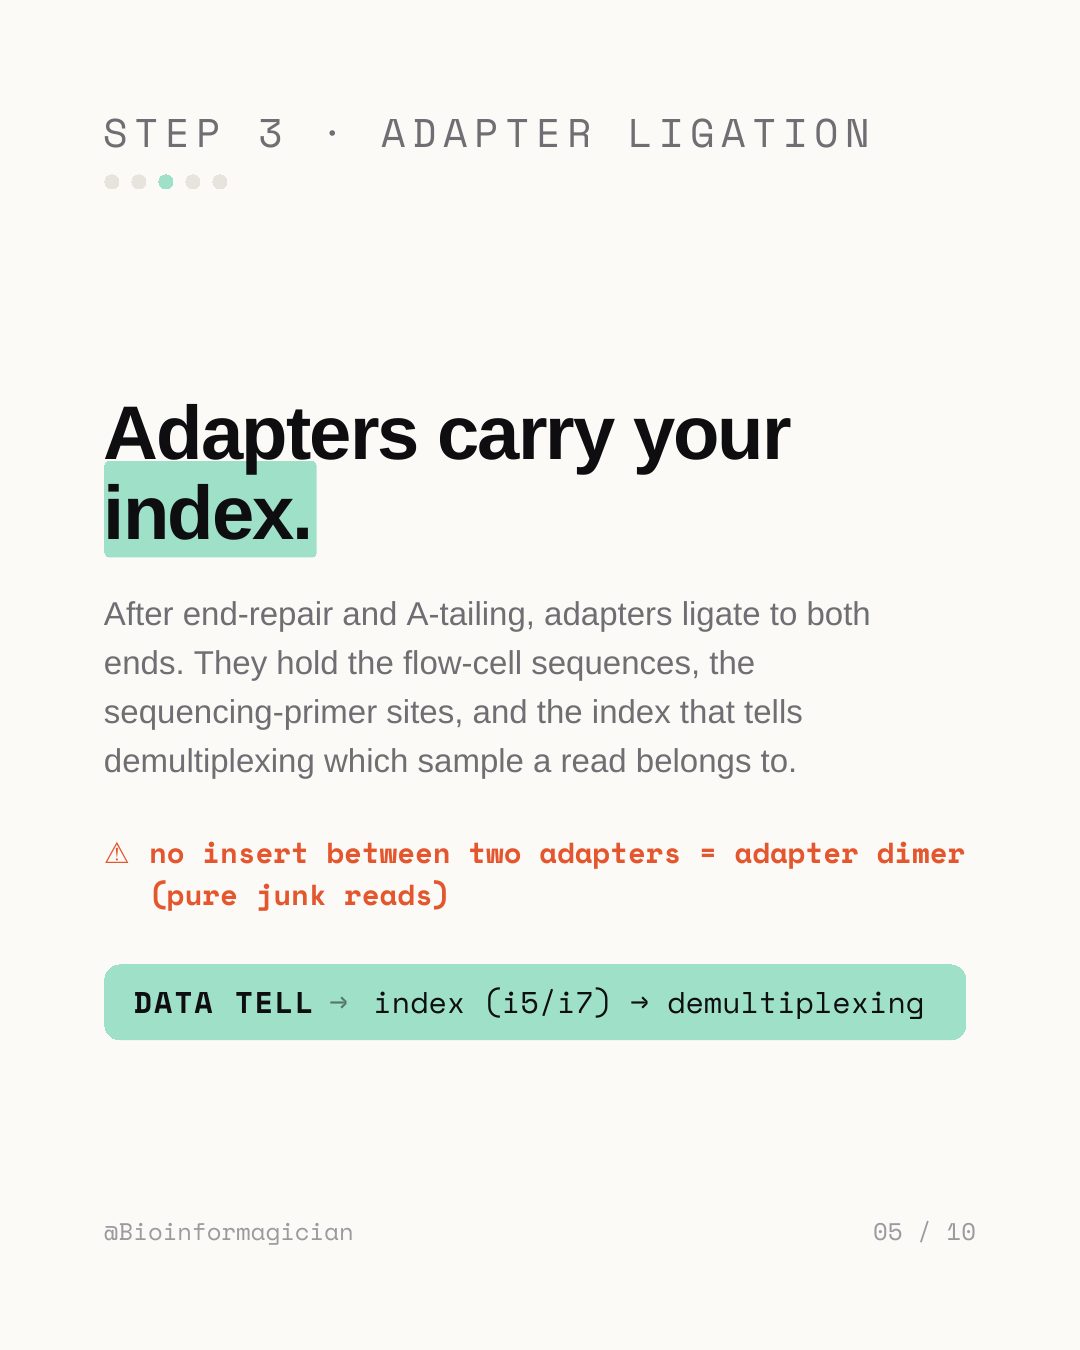 STEP 3 · ADAPTER LIGATION
Adapters carry your
index.
After end-repair and A-tailing, adapters ligate to both
ends. They hold the flow-cell sequences, the
sequencing-primer sites, and the index that tells
demultiplexing which sample a read belongs to.
⚠ no insert between two adapters = adapter dimer
(pure junk reads)
DATA TELL → index (i5/i7) → demultiplexing
@Bioinformagician
05 / 10